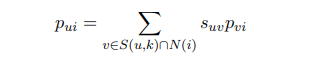 p_{ui} = \sum_{v \in S(u,k) \cap N(i)} s_{uv} p_{vi}